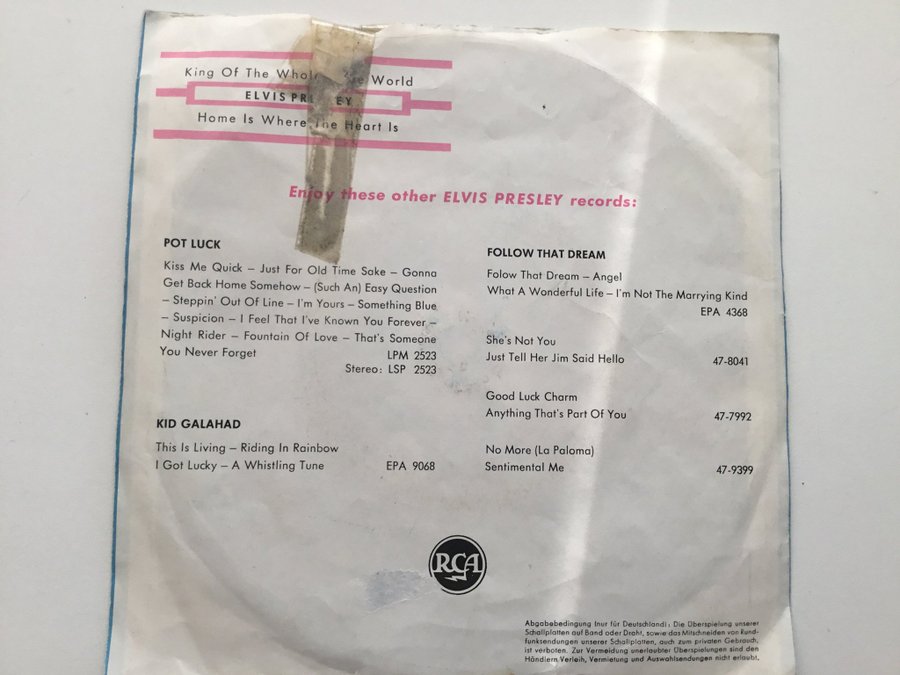 King Of The Whole World
ELVIS PRESLEY
Home Is Where The Heart Is
Enjoy these other ELVIS PRESLEY records:
POT LUCK
Kiss Me Quick – Just For Old Time Sake – Gonna
Get Back Home Somehow – (Such An) Easy Question
– Steppin' Out Of Line – I'm Yours – Something Blue
– Suspicion – I Feel That I've Known You Forever –
Night Rider – Fountain Of Love – That's Someone
You Never Forget LPM 2523
Stereo: LSP 2523
KID GALAHAD
This Is Living – Riding In Rainbow
I Got Lucky – A Whistling Tune EPA 9068
FOLLOW THAT DREAM
Folow That Dream – Angel
What A Wonderful Life – I'm Not The Marrying Kind
EPA 4368
She's Not You
Just Tell Her Jim Said Hello 47-8041
Good Luck Charm
Anything That's Part Of You 47-7992
No More (La Paloma)
Sentimental Me 47-9399
RCA
Abgabebedingung (nur für Deutschland): Die Überspielung unserer
Schallplatten auf Band oder Draht, sowie das Mitschneiden von Rund-
funksendungen unserer Schallplatten, auch zum privaten Gebrauch,
ist verboten. Zur Vermeidung unerlaubter Überspielungen sind den
Händlern Verleih, Vermietung und Auswahlsendungen nicht erlaubt.